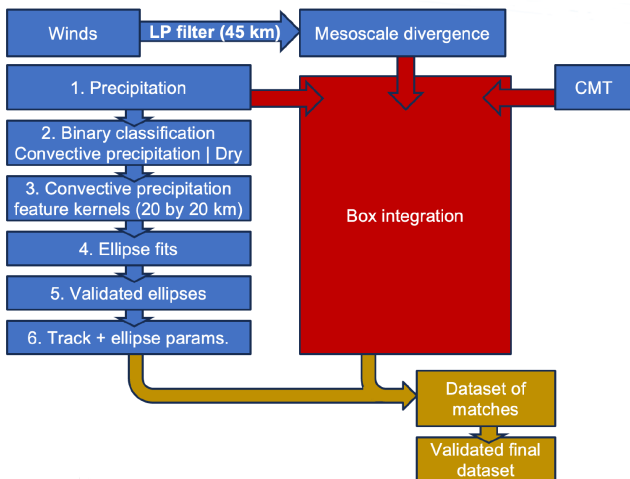 Winds
LP filter (45 km)
Mesoscale divergence
1. Precipitation
CMT
2. Binary classification
Convective precipitation | Dry
3. Convective precipitation
feature kernels (20 by 20 km)
Box integration
4. Ellipse fits
5. Validated ellipses
6. Track + ellipse params.
Dataset of
matches
Validated final
dataset